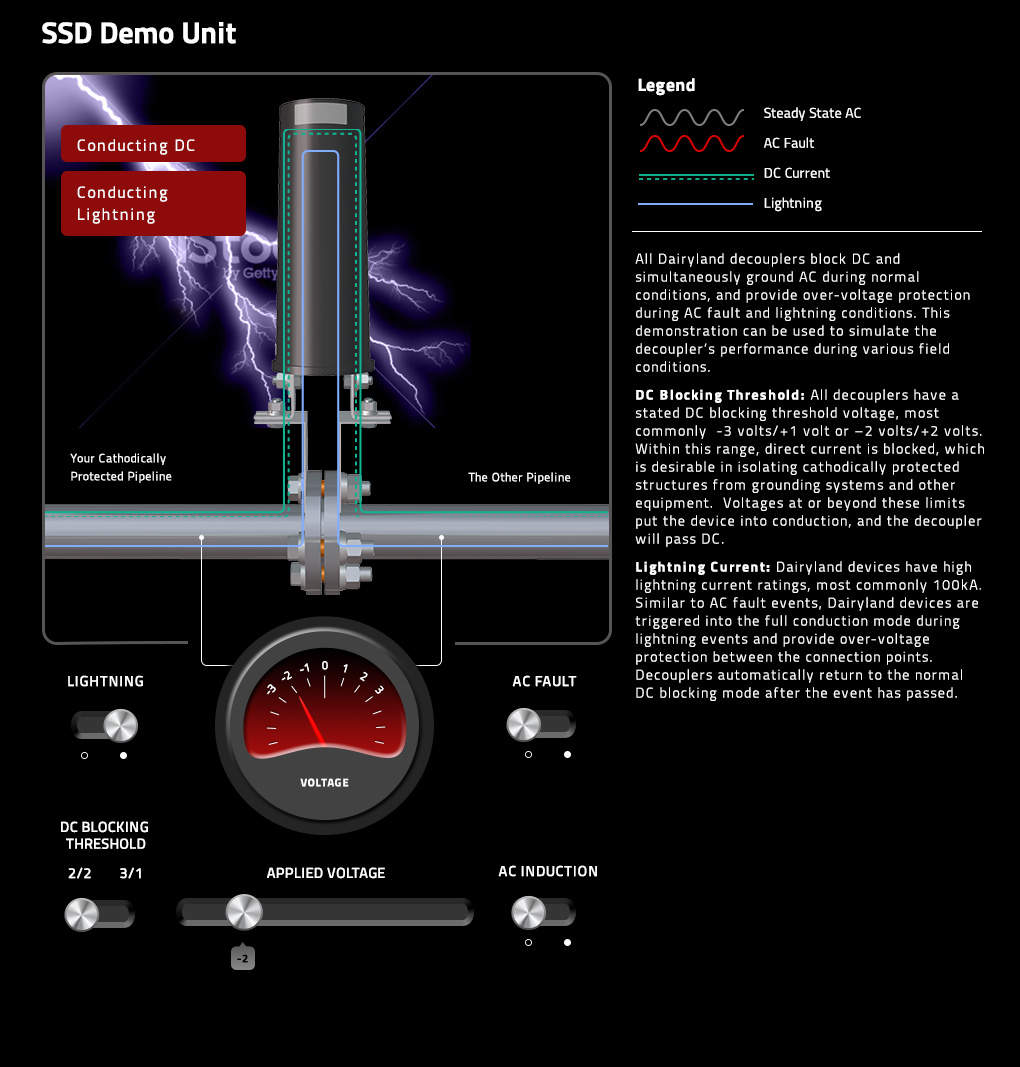 SSD Demo Unit
Conducting DC
Conducting
Lightning
by Getty
Your Cathodically
Protected Pipeline
The Other Pipeline
-3 -2 -1 0 1 2 3
VOLTAGE
LIGHTNING
AC FAULT
DC BLOCKING
THRESHOLD
2/2 3/1
APPLIED VOLTAGE
-2
AC INDUCTION
Legend
Steady State AC
AC Fault
DC Current
Lightning
All Dairyland decouplers block DC and
simultaneously ground AC during normal
conditions, and provide over-voltage protection
during AC fault and lightning conditions. This
demonstration can be used to simulate the
decoupler's performance during various field
conditions.
DC Blocking Threshold: All decouplers have a
stated DC blocking threshold voltage, most
commonly -3 volts/+1 volt or –2 volts/+2 volts.
Within this range, direct current is blocked, which
is desirable in isolating cathodically protected
structures from grounding systems and other
equipment. Voltages at or beyond these limits
put the device into conduction, and the decoupler
will pass DC.
Lightning Current: Dairyland devices have high
lightning current ratings, most commonly 100kA.
Similar to AC fault events, Dairyland devices are
triggered into the full conduction mode during
lightning events and provide over-voltage
protection between the connection points.
Decouplers automatically return to the normal
DC blocking mode after the event has passed.